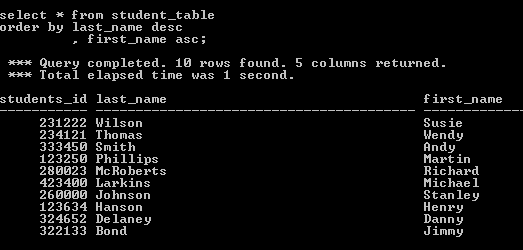 select * from student_table
order by last_name desc
, first_name asc;
*** Query completed. 10 rows found. 5 columns returned.
*** Total elapsed time was 1 second.
students_id last_name first_name
231222 Wilson Susie
234121 Thomas Wendy
333450 Smith Andy
123250 Phillips Martin
280023 McRoberts Richard
423400 Larkins Michael
260000 Johnson Stanley
123634 Hanson Henry
324652 Delaney Danny
322133 Bond Jimmy